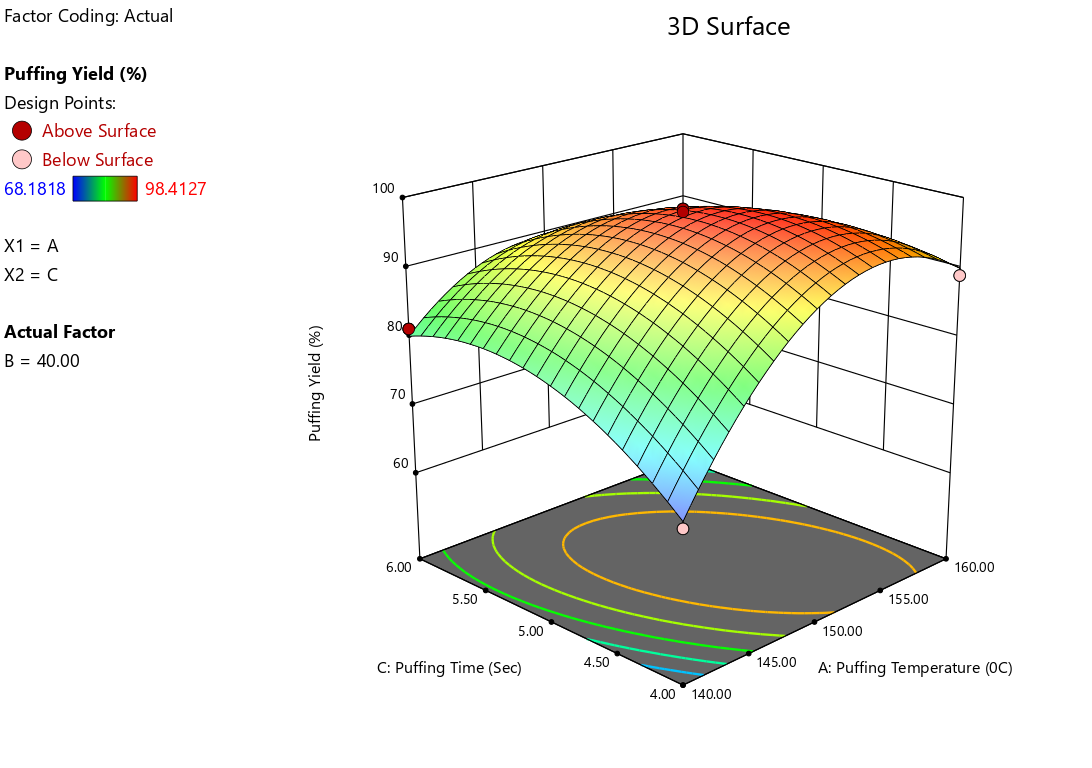 Factor Coding: Actual
3D Surface
Puffing Yield (%)
Design Points:
Above Surface
Below Surface
68.1818 98.4127
X1 = A
X2 = C
Actual Factor
B = 40.00
Puffing Yield (%)
100
90
80
70
60
6.00
5.50
5.00
4.50
4.00
C: Puffing Time (Sec)
140.00
145.00
150.00
155.00
160.00
A: Puffing Temperature (0C)